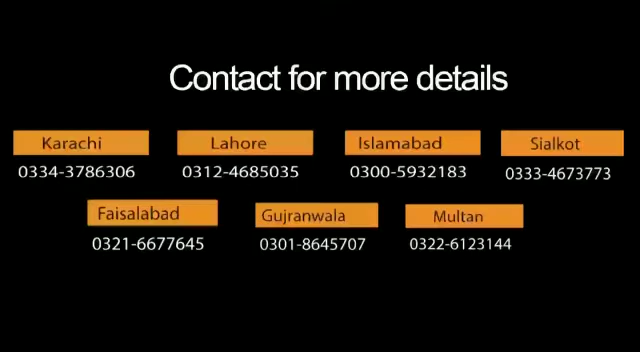 Contact for more details
Karachi Lahore Islamabad Sialkot
0334-3786306 0312-4685035 0300-5932183 0333-4673773
Faisalabad Gujranwala Multan
0321-6677645 0301-8645707 0322-6123144